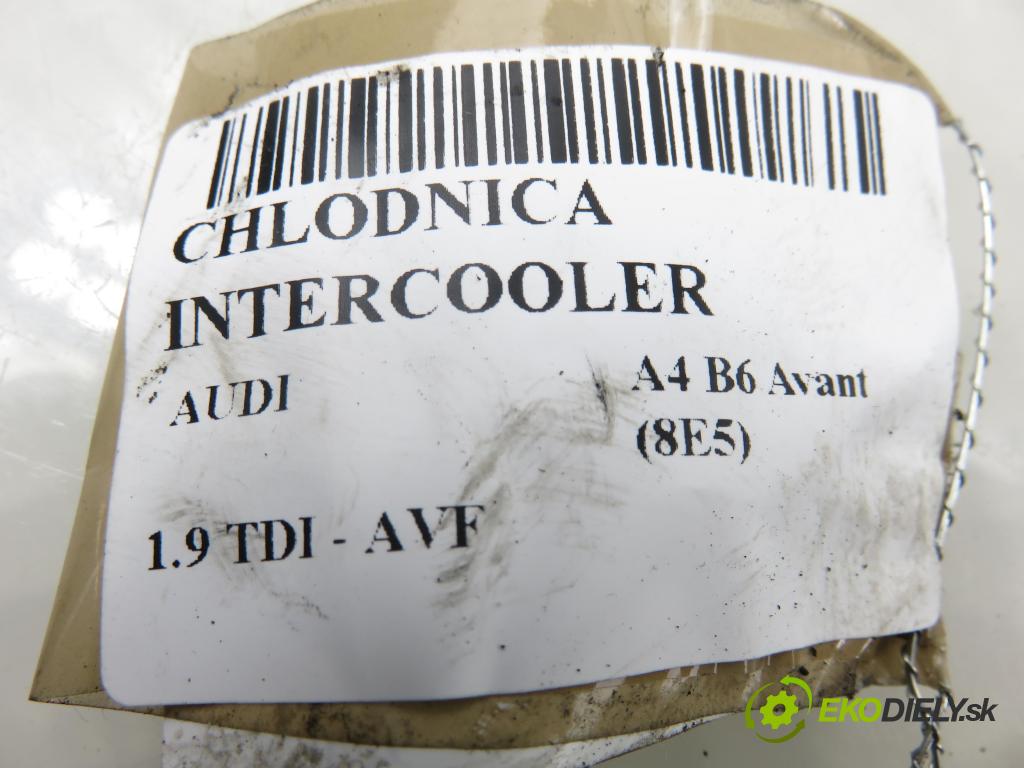 CHLODNICA
INTERCOOLER
AUDI
A4 B6 Avant
(8E5)
1.9 TDI - AVF
EKODIELY.sk